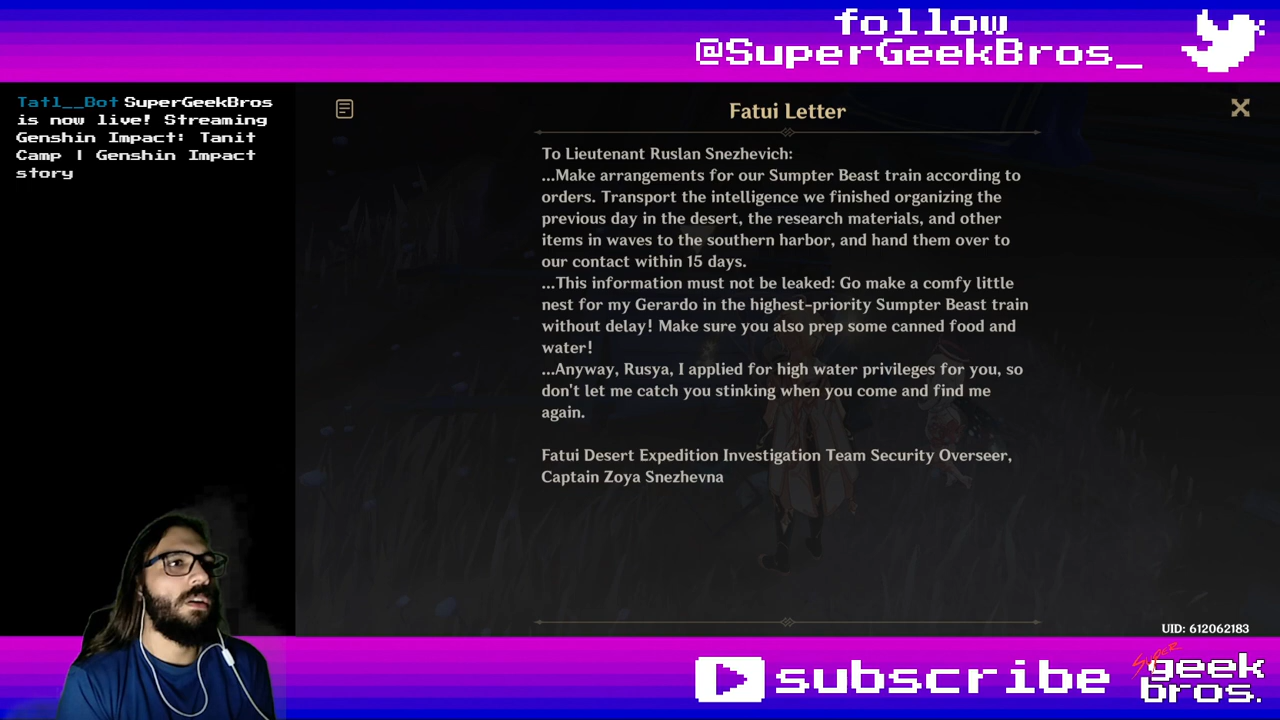 follow
@SuperGeekBros_
Tatl__Bot SuperGeekBros
is now live! Streaming
Genshin Impact: Tanit
Camp | Genshin Impact
story
Fatui Letter
To Lieutenant Ruslan Snezhevich:
...Make arrangements for our Sumpter Beast train according to
orders. Transport the intelligence we finished organizing the
previous day in the desert, the research materials, and other
items in waves to the southern harbor, and hand them over to
our contact within 15 days.
...This information must not be leaked: Go make a comfy little
nest for my Gerardo in the highest-priority Sumpter Beast train
without delay! Make sure you also prep some canned food and
water!
...Anyway, Rusya, I applied for high water privileges for you, so
don't let me catch you stinking when you come and find me
again.
Fatui Desert Expedition Investigation Team Security Overseer,
Captain Zoya Snezhevna
UID: 612062183
subscribe
super
geek
bros.